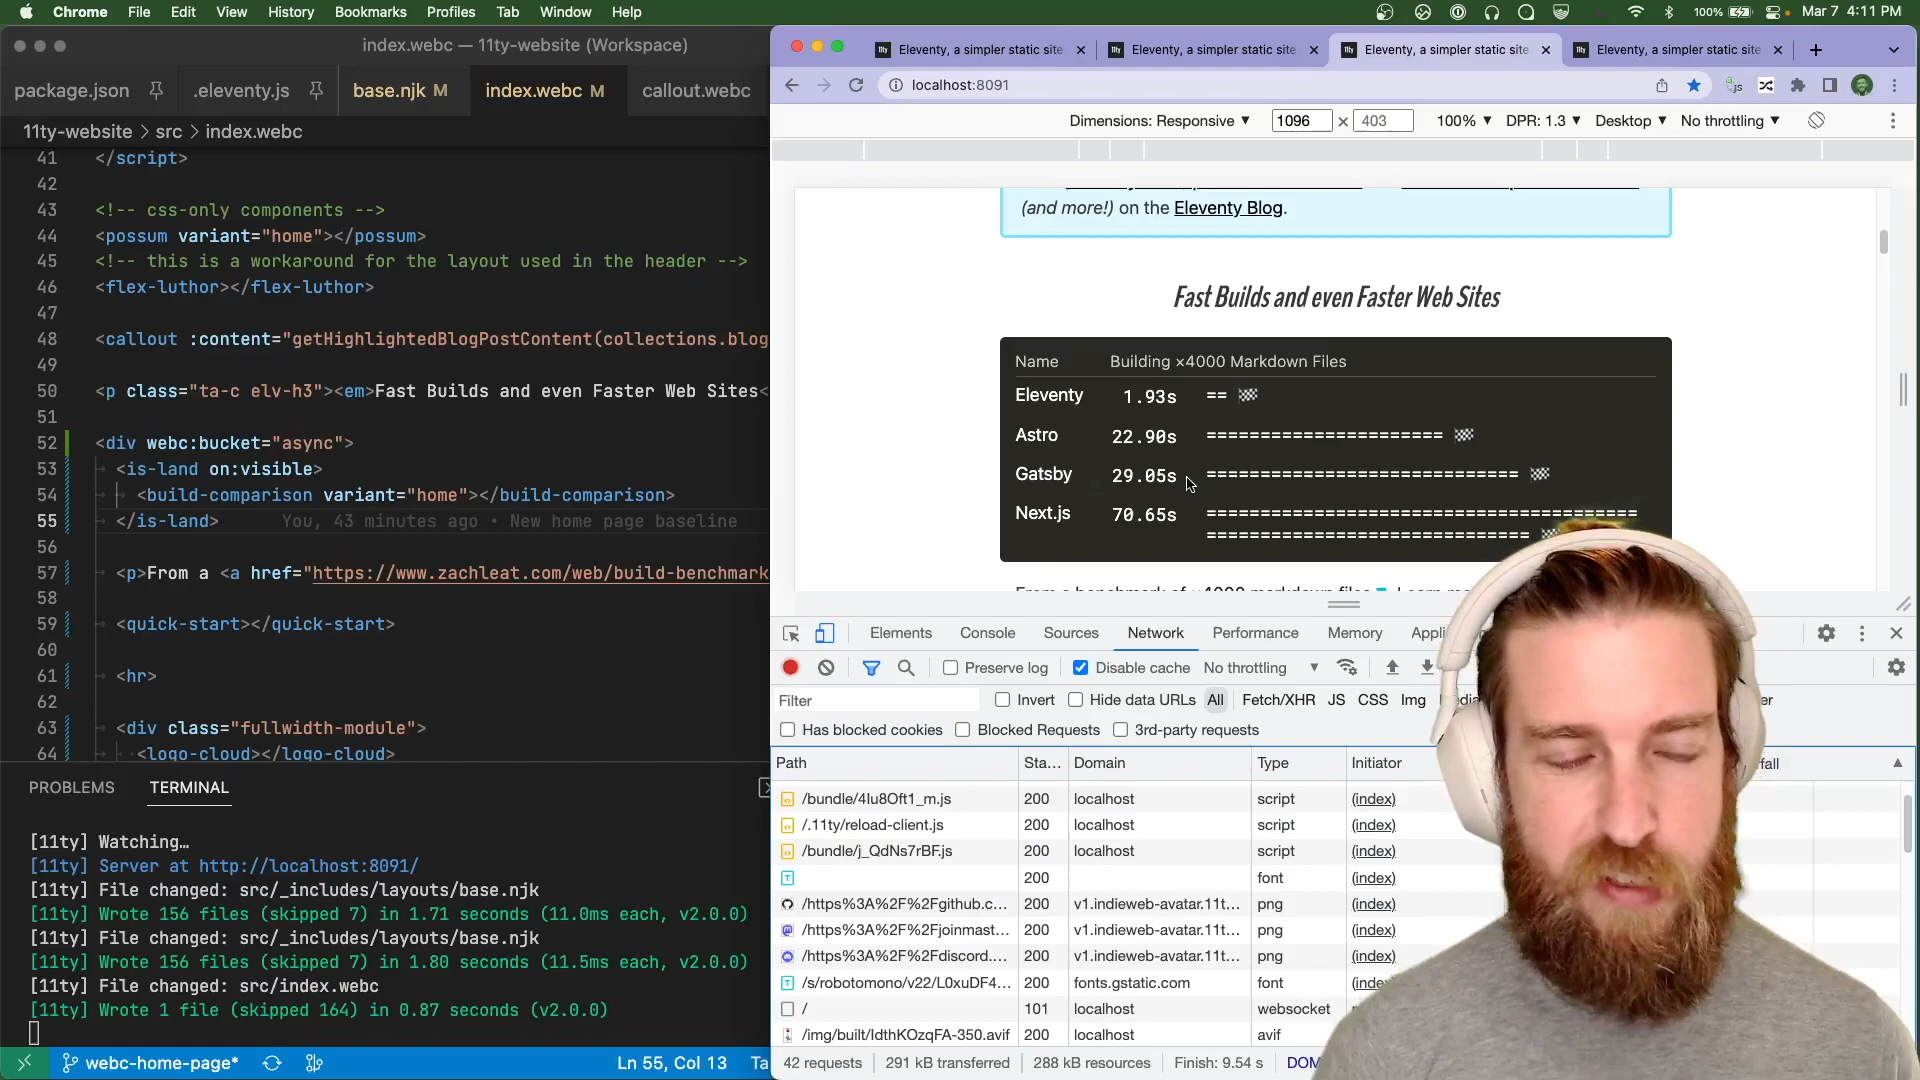 Chrome File Edit View History Bookmarks Profiles Tab Window Help
100% Mar 7 4:11 PM
index.webc — 11ty-website (Workspace)
package.json .eleventy.js base.njk M index.webc M callout.webc
11ty-website > src > index.webc
41 </script>
42
43 <!-- css-only components -->
44 <possum variant="home"></possum>
45 <!-- this is a workaround for the layout used in the header -->
46 <flex-luthor></flex-luthor>
47
48 <callout :content="getHighlightedBlogPostContent(collections.blog
49
50 <p class="ta-c elv-h3"><em>Fast Builds and even Faster Web Sites<
51
52 <div webc:bucket="async">
53 <is-land on:visible>
54 <build-comparison variant="home"></build-comparison>
55 </is-land> You, 43 minutes ago • New home page baseline
56
57 <p>From a <a href="https://www.zachleat.com/web/build-benchmark
58
59 <quick-start></quick-start>
60
61 <hr>
62
63 <div class="fullwidth-module">
64 <logo-cloud></logo-cloud>
PROBLEMS TERMINAL
[11ty] Watching…
[11ty] Server at http://localhost:8091/
[11ty] File changed: src/_includes/layouts/base.njk
[11ty] Wrote 156 files (skipped 7) in 1.71 seconds (11.0ms each, v2.0.0)
[11ty] File changed: src/_includes/layouts/base.njk
[11ty] Wrote 156 files (skipped 7) in 1.80 seconds (11.5ms each, v2.0.0)
[11ty] File changed: src/index.webc
[11ty] Wrote 1 file (skipped 164) in 0.87 seconds (v2.0.0)
webc-home-page* Ln 55, Col 13 Ta
Eleventy, a simpler static site Eleventy, a simpler static site Eleventy, a simpler static site Eleventy, a simpler static site
localhost:8091
Dimensions: Responsive 1096 × 403 100% DPR: 1.3 Desktop No throttling
(and more!) on the Eleventy Blog.
Fast Builds and even Faster Web Sites
Name Building ×4000 Markdown Files
Eleventy 1.93s ==
Astro 22.90s ======================
Gatsby 29.05s =============================
Next.js 70.65s ========================================
==============================
Elements Console Sources Network Performance Memory Appli
Preserve log Disable cache No throttling
Filter Invert Hide data URLs All Fetch/XHR JS CSS Img
Has blocked cookies Blocked Requests 3rd-party requests
Path Sta... Domain Type Initiator fall
/bundle/4Iu8Oft1_m.js 200 localhost script (index)
/.11ty/reload-client.js 200 localhost script (index)
/bundle/j_QdNs7rBF.js 200 localhost script (index)
200 font (index)
/https%3A%2F%2Fgithub.c... 200 v1.indieweb-avatar.11t... png (index)
/https%3A%2F%2Fjoinmast... 200 v1.indieweb-avatar.11t... png (index)
/https%3A%2F%2Fdiscord.... 200 v1.indieweb-avatar.11t... png (index)
/s/robotomono/v22/L0xuDF4... 200 fonts.gstatic.com font (inde
/ 101 localhost websocket
/img/built/IdthKOzqFA-350.avif 200 localhost avif
42 requests 291 kB transferred 288 kB resources Finish: 9.54 s DOM